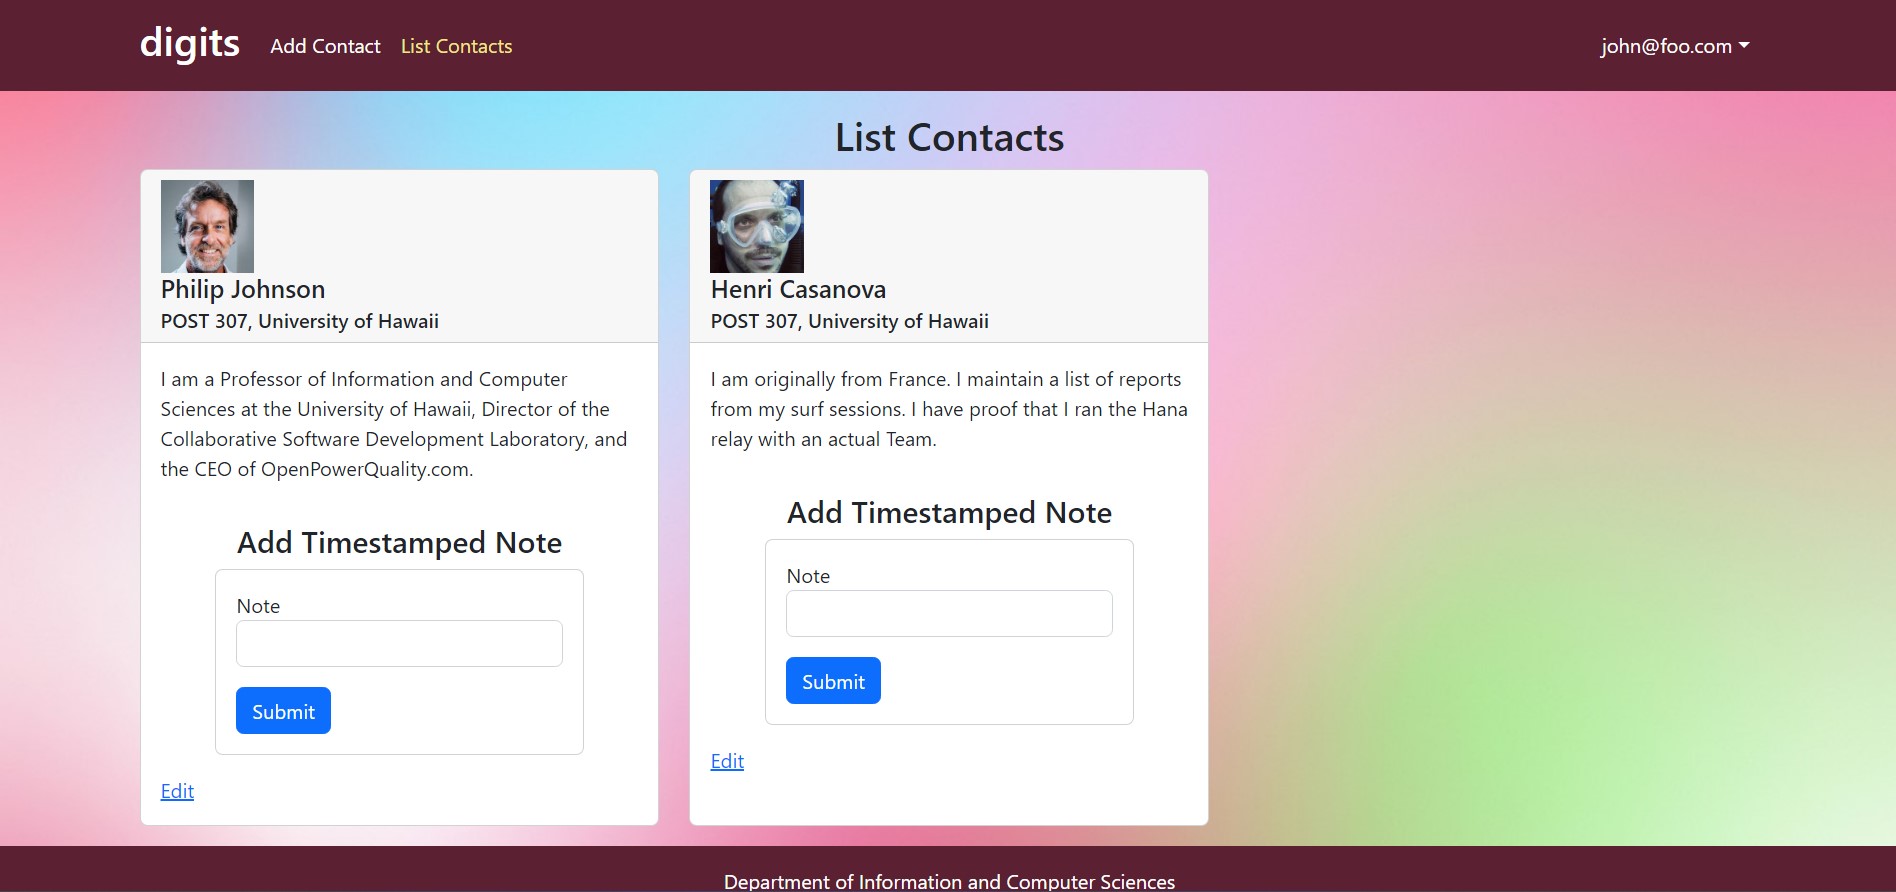 digits
Add Contact
List Contacts
john@foo.com
List Contacts
Philip Johnson
POST 307, University of Hawaii
I am a Professor of Information and Computer
Sciences at the University of Hawaii, Director of the
Collaborative Software Development Laboratory, and
the CEO of OpenPowerQuality.com.
Add Timestamped Note
Note
Submit
Edit
Henri Casanova
POST 307, University of Hawaii
I am originally from France. I maintain a list of reports
from my surf sessions. I have proof that I ran the Hana
relay with an actual Team.
Add Timestamped Note
Note
Submit
Edit
Department of Information and Computer Sciences